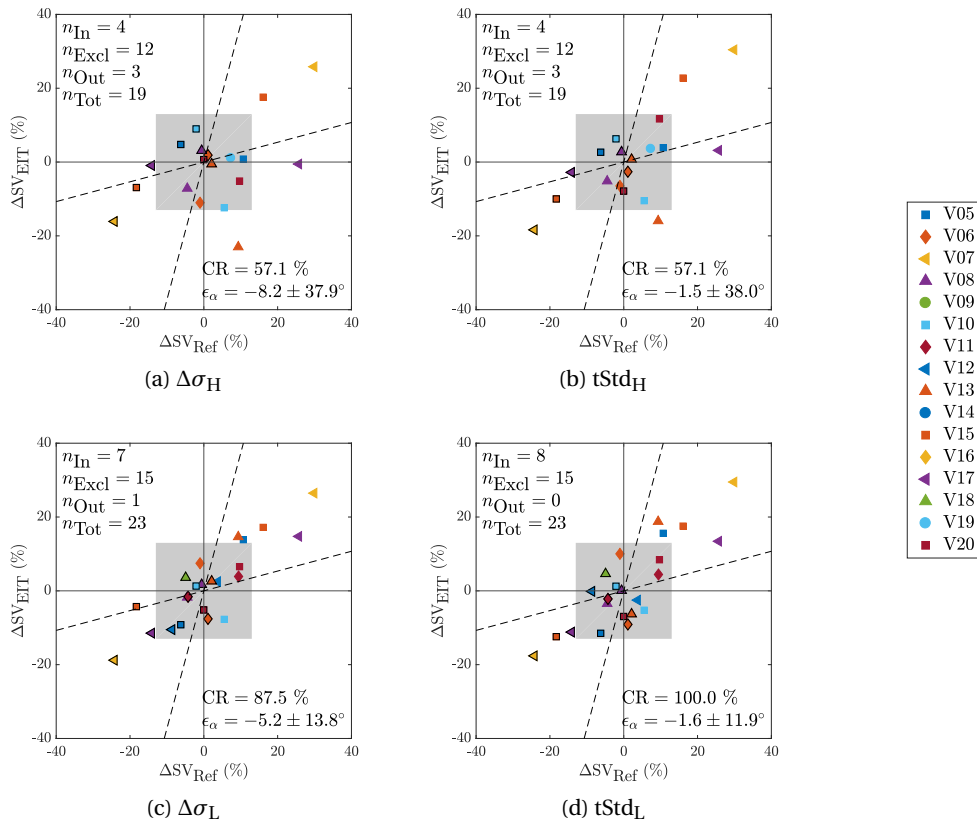 40
20
0
-20
-40
ΔSV_EIT (%)
n_In = 4
n_Excl = 12
n_Out = 3
n_Tot = 19
CR = 57.1 %
ϵ_α = −8.2 ± 37.9°
-40 -20 0 20 40
ΔSV_Ref (%)
(a) Δσ_H
40
20
0
-20
-40
ΔSV_EIT (%)
n_In = 4
n_Excl = 12
n_Out = 3
n_Tot = 19
CR = 57.1 %
ϵ_α = −1.5 ± 38.0°
-40 -20 0 20 40
ΔSV_Ref (%)
(b) tStd_H
40
20
0
-20
-40
ΔSV_EIT (%)
n_In = 7
n_Excl = 15
n_Out = 1
n_Tot = 23
CR = 87.5 %
ϵ_α = −5.2 ± 13.8°
-40 -20 0 20 40
ΔSV_Ref (%)
(c) Δσ_L
40
20
0
-20
-40
ΔSV_EIT (%)
n_In = 8
n_Excl = 15
n_Out = 0
n_Tot = 23
CR = 100.0 %
ϵ_α = −1.6 ± 11.9°
-40 -20 0 20 40
ΔSV_Ref (%)
(d) tStd_L
V05
V06
V07
V08
V09
V10
V11
V12
V13
V14
V15
V16
V17
V18
V19
V20